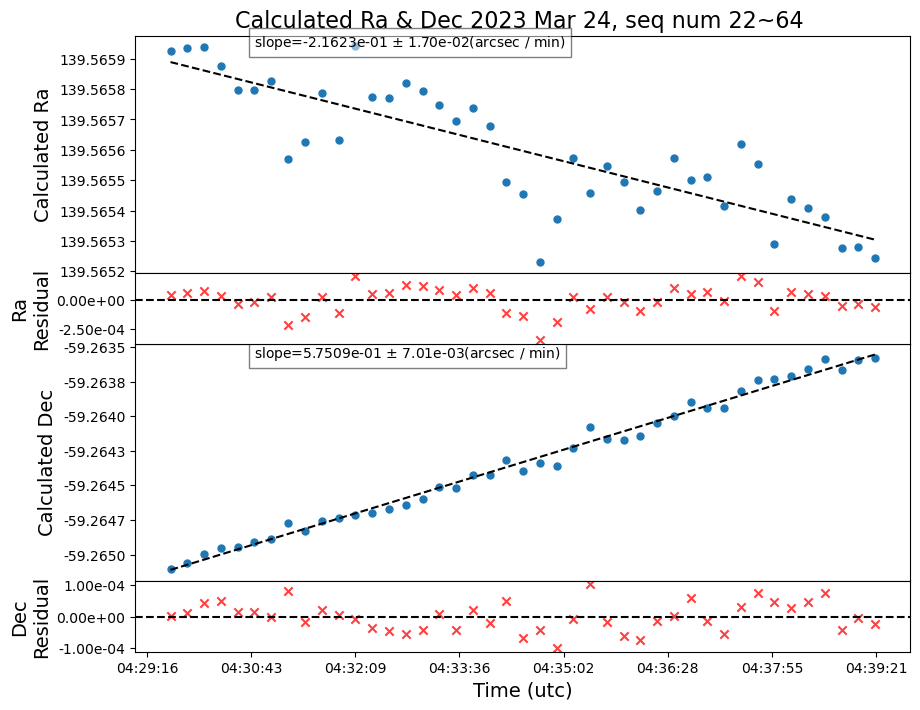 Calculated Ra & Dec 2023 Mar 24, seq num 22~64
slope=-2.1623e-01 ± 1.70e-02(arcsec / min)
Calculated Ra
139.5659
139.5658
139.5657
139.5656
139.5655
139.5654
139.5653
139.5652
Ra
Residual
0.00e+00
-2.50e-04
slope=5.7509e-01 ± 7.01e-03(arcsec / min)
Calculated Dec
-59.2635
-59.2638
-59.2640
-59.2643
-59.2645
-59.2647
-59.2650
Dec
Residual
1.00e-04
0.00e+00
-1.00e-04
04:29:16 04:30:43 04:32:09 04:33:36 04:35:02 04:36:28 04:37:55 04:39:21
Time (utc)